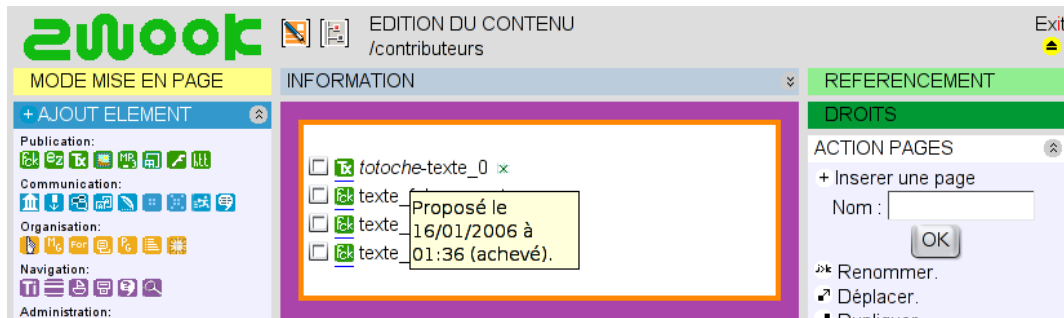 zwook
EDITION DU CONTENU
/contributeurs
Exit
MODE MISE EN PAGE
INFORMATION
REFERENCEMENT
+ AJOUT ELEMENT
DROITS
Publication:
ACTION PAGES
totoche-texte_0
+ Inserer une page
Communication:
Nom :
texte_
Proposé le
texte_
16/01/2006 à
Organisation:
OK
texte_
01:36 (achevé).
Navigation:
Renommer.
Déplacer.
Administration: